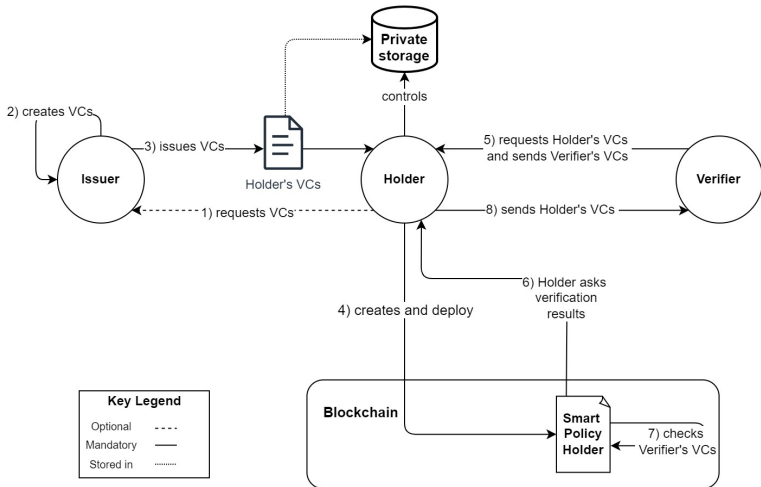 Private
storage
controls
2) creates VCs
3) issues VCs
5) requests Holder's VCs
and sends Verifier's VCs
Issuer
Holder's VCs
Holder
Verifier
1) requests VCs
8) sends Holder's VCs
6) Holder asks
verification
results
4) creates and deploy
Key Legend
Optional
Mandatory
Stored in
Blockchain
Smart
Policy
Holder
7) checks
Verifier's VCs